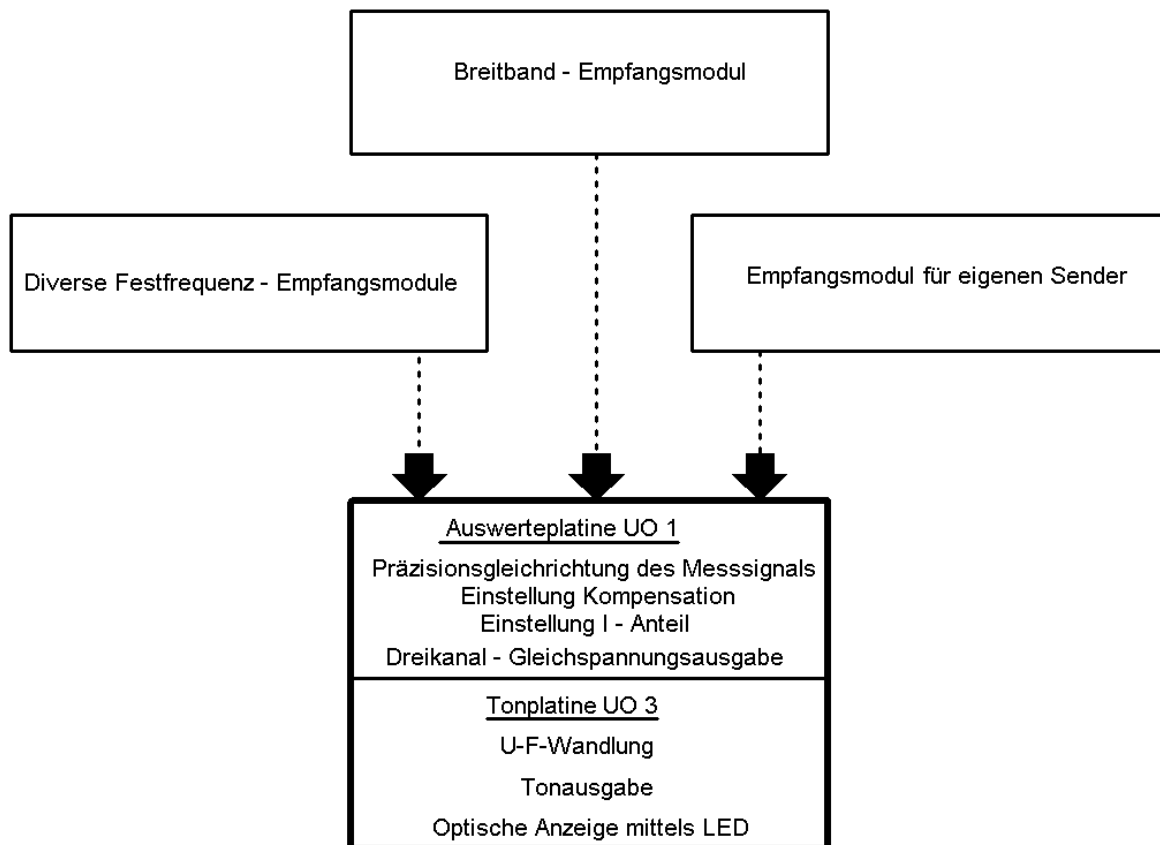 Breitband - Empfangsmodul
Diverse Festfrequenz - Empfangsmodule
Empfangsmodul für eigenen Sender
Auswerteplatine UO 1
Präzisionsgleichrichtung des Messsignals
Einstellung Kompensation
Einstellung I - Anteil
Dreikanal - Gleichspannungsausgabe
Tonplatine UO 3
U-F-Wandlung
Tonausgabe
Optische Anzeige mittels LED